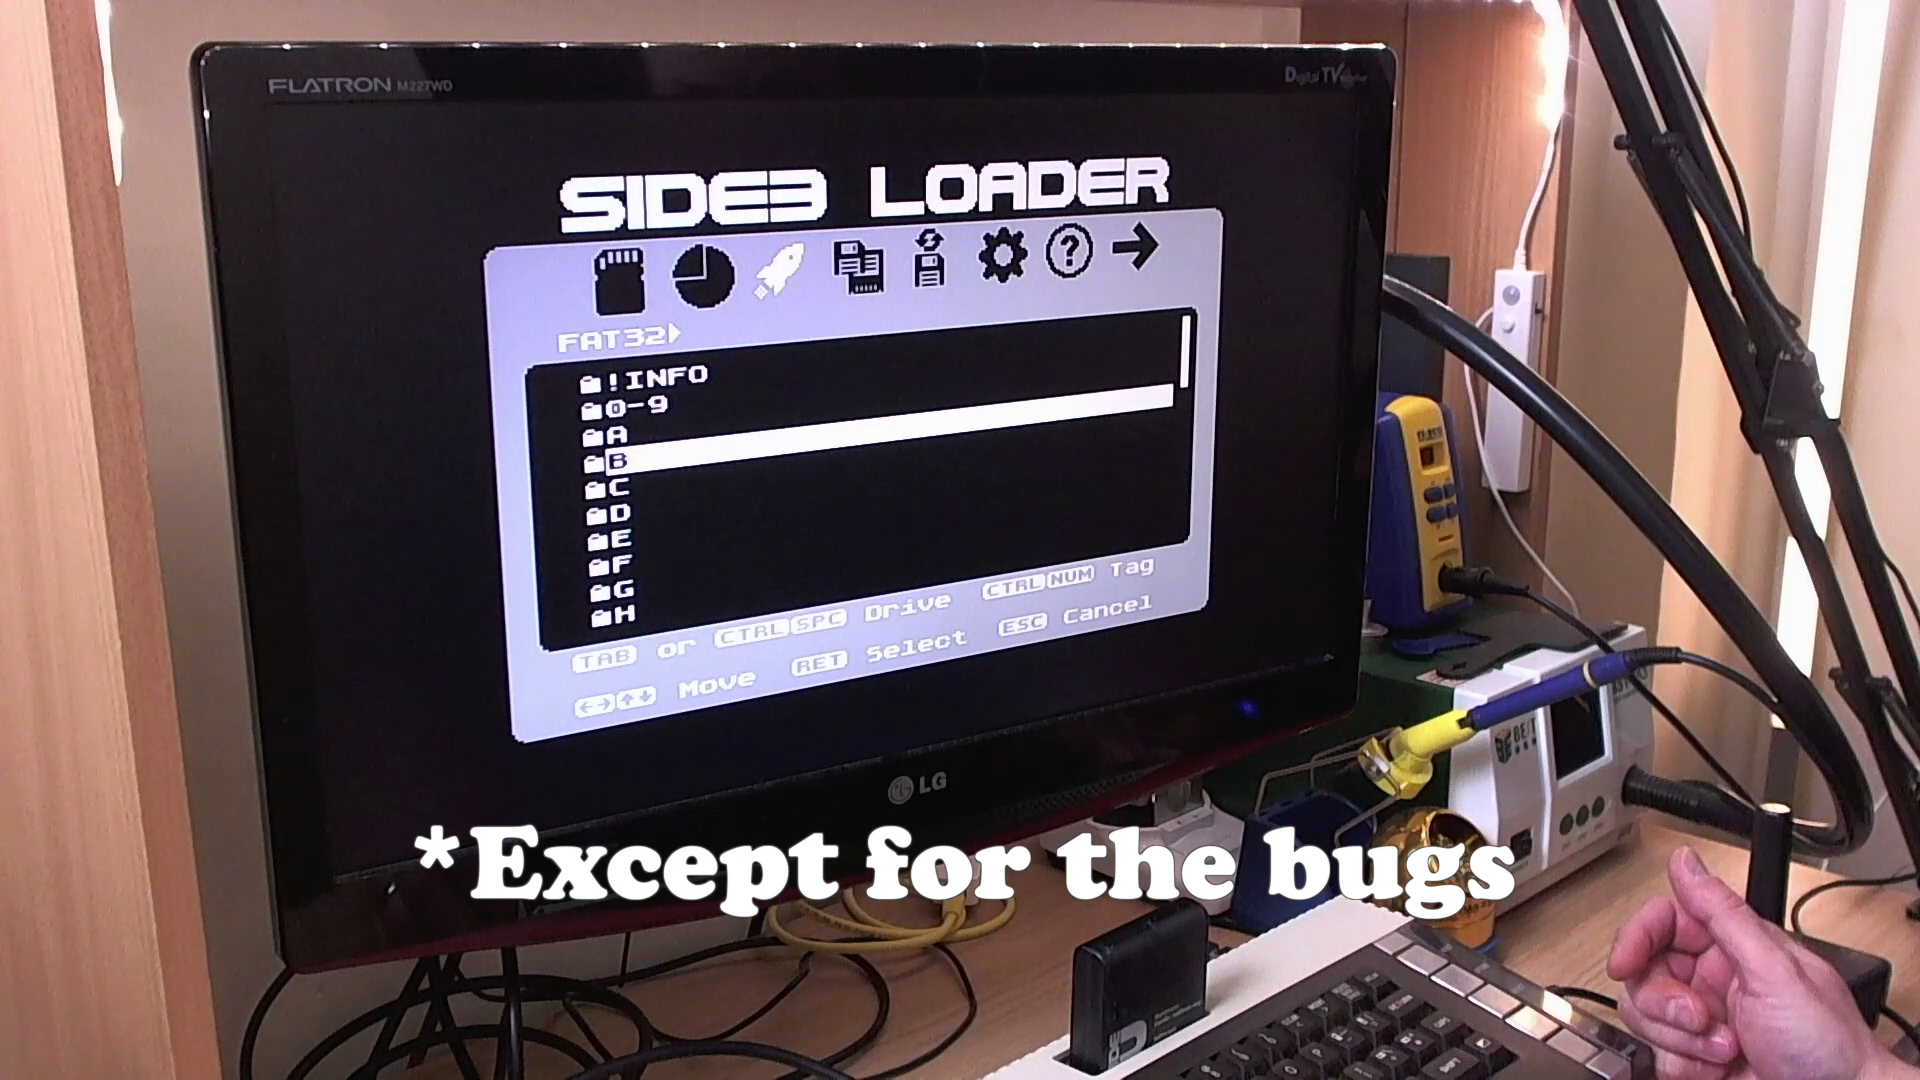 FLATRON M227WD
Digital TV
SIDE3 LOADER
FAT32
!INFO
0-9
A
B
C
D
E
F
G
H
TAB or CTRL SPC Drive CTRL NUM Tag
Move RET Select ESC Cancel
LG
*Except for the bugs
BEST